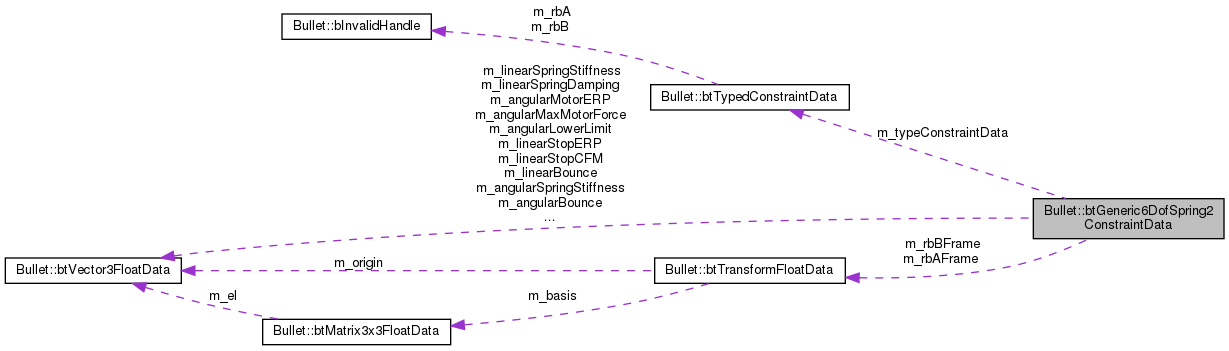 m_rbA
m_rbB
Bullet::bInvalidHandle
m_linearSpringStiffness
m_linearSpringDamping
m_angularMotorERP
m_angularMaxMotorForce
m_angularLowerLimit
m_linearStopERP
m_linearStopCFM
m_linearBounce
m_angularSpringStiffness
m_angularBounce
...
Bullet::btTypedConstraintData
m_typeConstraintData
Bullet::btGeneric6DofSpring2
ConstraintData
m_rbBFrame
m_rbAFrame
Bullet::btVector3FloatData
m_origin
Bullet::btTransformFloatData
m_el
m_basis
Bullet::btMatrix3x3FloatData